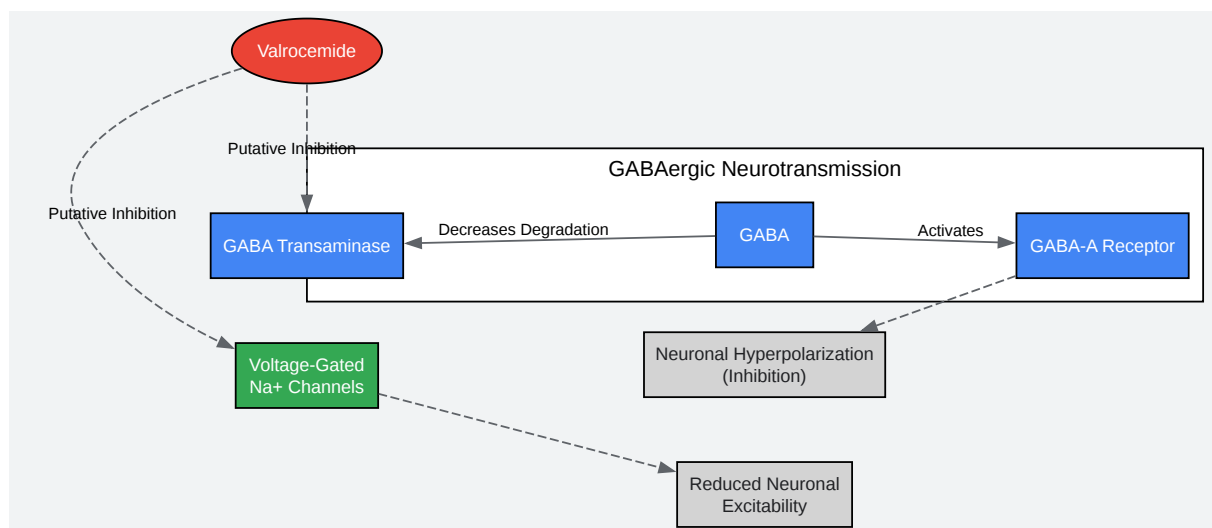 Valrocemide
Putative Inhibition
GABAergic Neurotransmission
Putative Inhibition
GABA Transaminase
Decreases Degradation
GABA
Activates
GABA-A Receptor
Voltage-Gated
Na+ Channels
Neuronal Hyperpolarization
(Inhibition)
Reduced Neuronal
Excitability